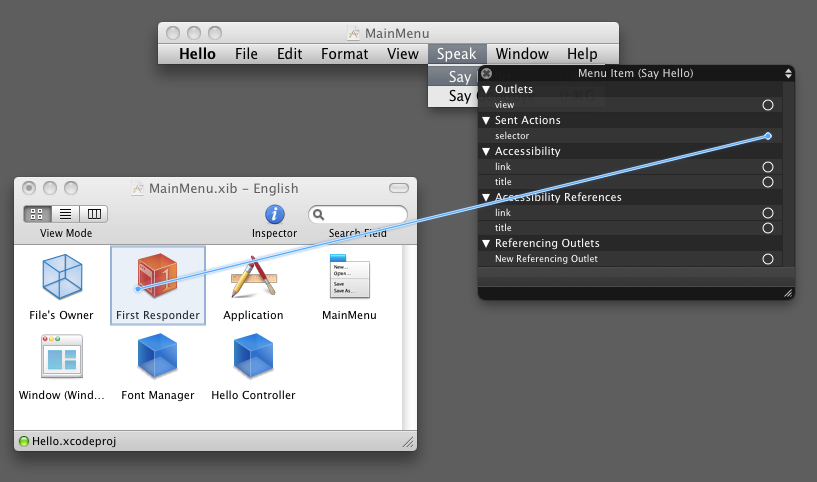 MainMenu
Hello File Edit Format View Speak Window Help
Say
Say
Menu Item (Say Hello)
Outlets
view
Sent Actions
selector
Accessibility
link
title
Accessibility References
link
title
Referencing Outlets
New Referencing Outlet
MainMenu.xib – English
View Mode
Inspector
Search Field
File's Owner
First Responder
Application
MainMenu
New...
Open...
Save
Save As...
Window (Wind...
Font Manager
Hello Controller
Hello.xcodeproj